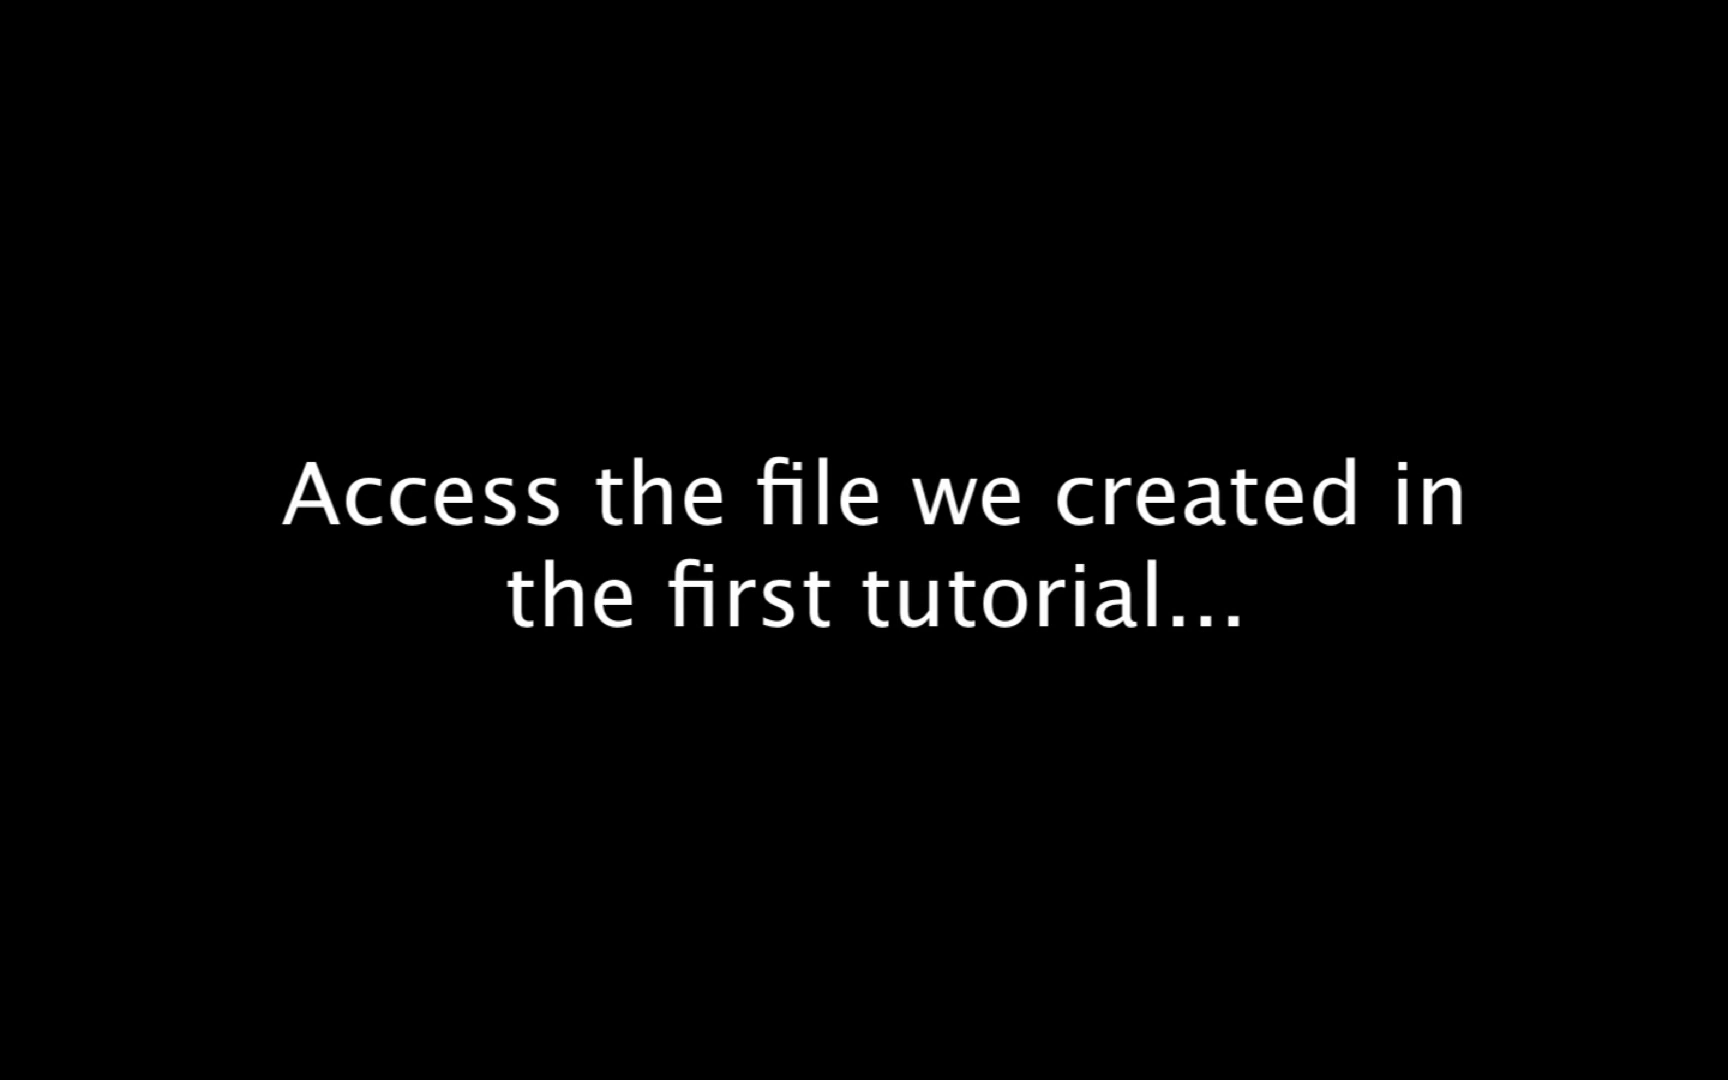 Access the file we created in
the first tutorial...